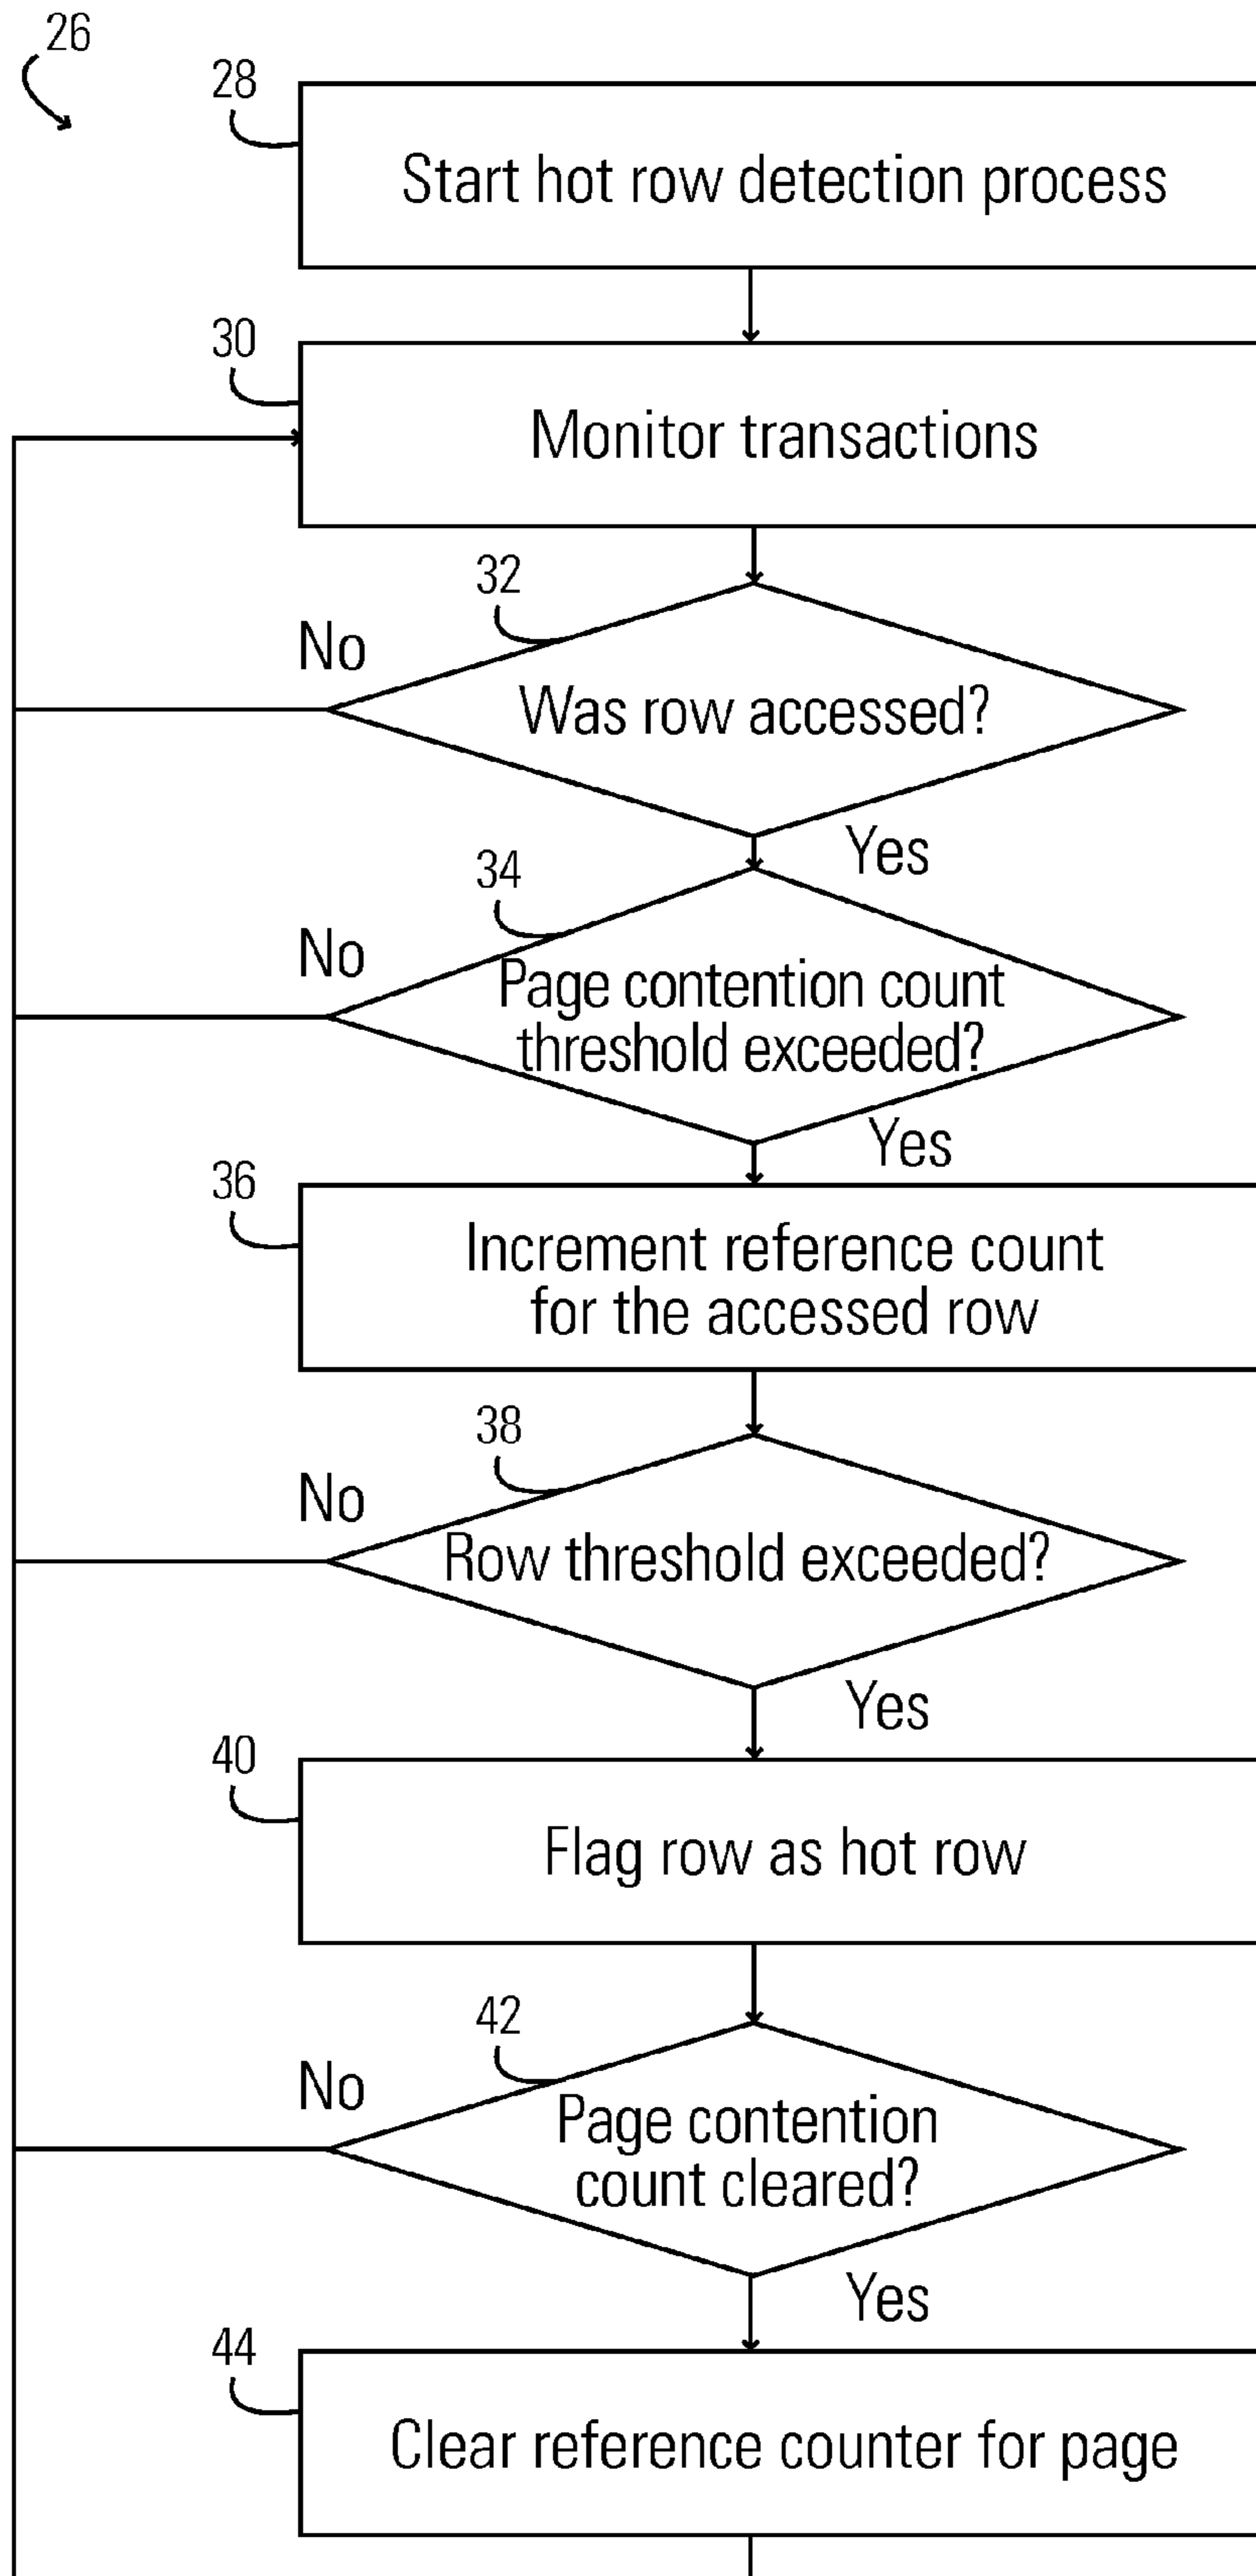 26
28
Start hot row detection process
30
Monitor transactions
32
No
Was row accessed?
Yes
34
No
Page contention count
threshold exceeded?
Yes
36
Increment reference count
for the accessed row
38
No
Row threshold exceeded?
Yes
40
Flag row as hot row
42
No
Page contention
count cleared?
Yes
44
Clear reference counter for page